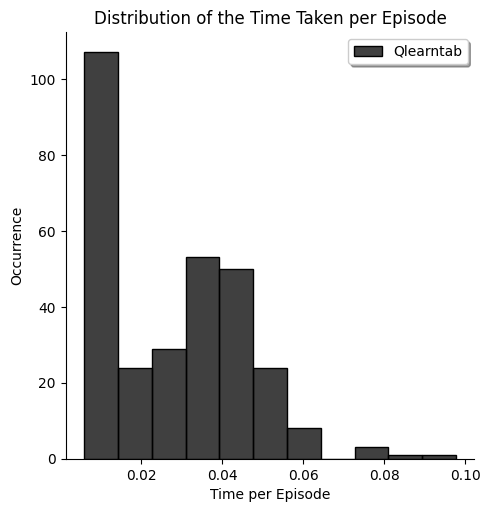 Distribution of the Time Taken per Episode
Qlearntab
Occurrence
100
80
60
40
20
0
0.02 0.04 0.06 0.08 0.10
Time per Episode